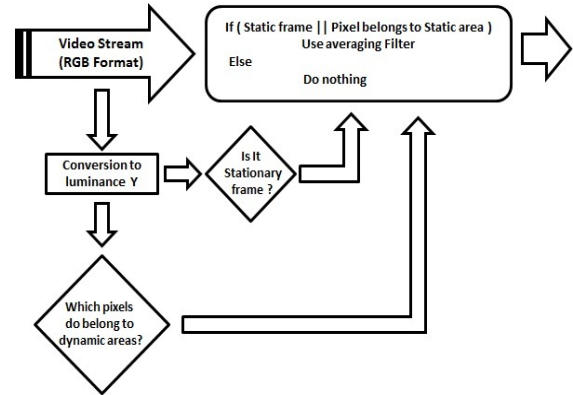 Video Stream
(RGB Format)
If ( Static frame || Pixel belongs to Static area )
Use averaging Filter
Else
Do nothing
Conversion to
luminance Y
Is It
Stationary
frame ?
Which pixels
do belong to
dynamic areas?